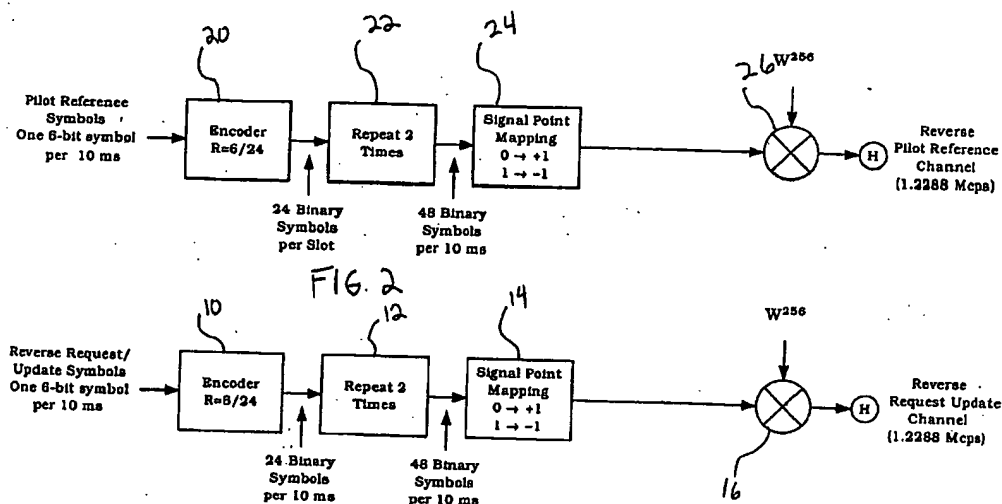 20
22
24
26
W256
Pilot Reference
Symbols
One 6-bit symbol
per 10 ms
Encoder
R=6/24
Repeat 2
Times
Signal Point
Mapping
0 → +1
1 → -1
H
Reverse
Pilot Reference
Channel
(1.2288 Mcps)
24 Binary
Symbols
per Slot
48 Binary
Symbols
per 10 ms
FIG. 2
10
12
14
W256
Reverse Request/
Update Symbols
One 6-bit symbol
per 10 ms
Encoder
R=6/24
Repeat 2
Times
Signal Point
Mapping
0 → +1
1 → -1
H
Reverse
Request Update
Channel
(1.2288 Mcps)
24 Binary
Symbols
per 10 ms
48 Binary
Symbols
per 10 ms
16